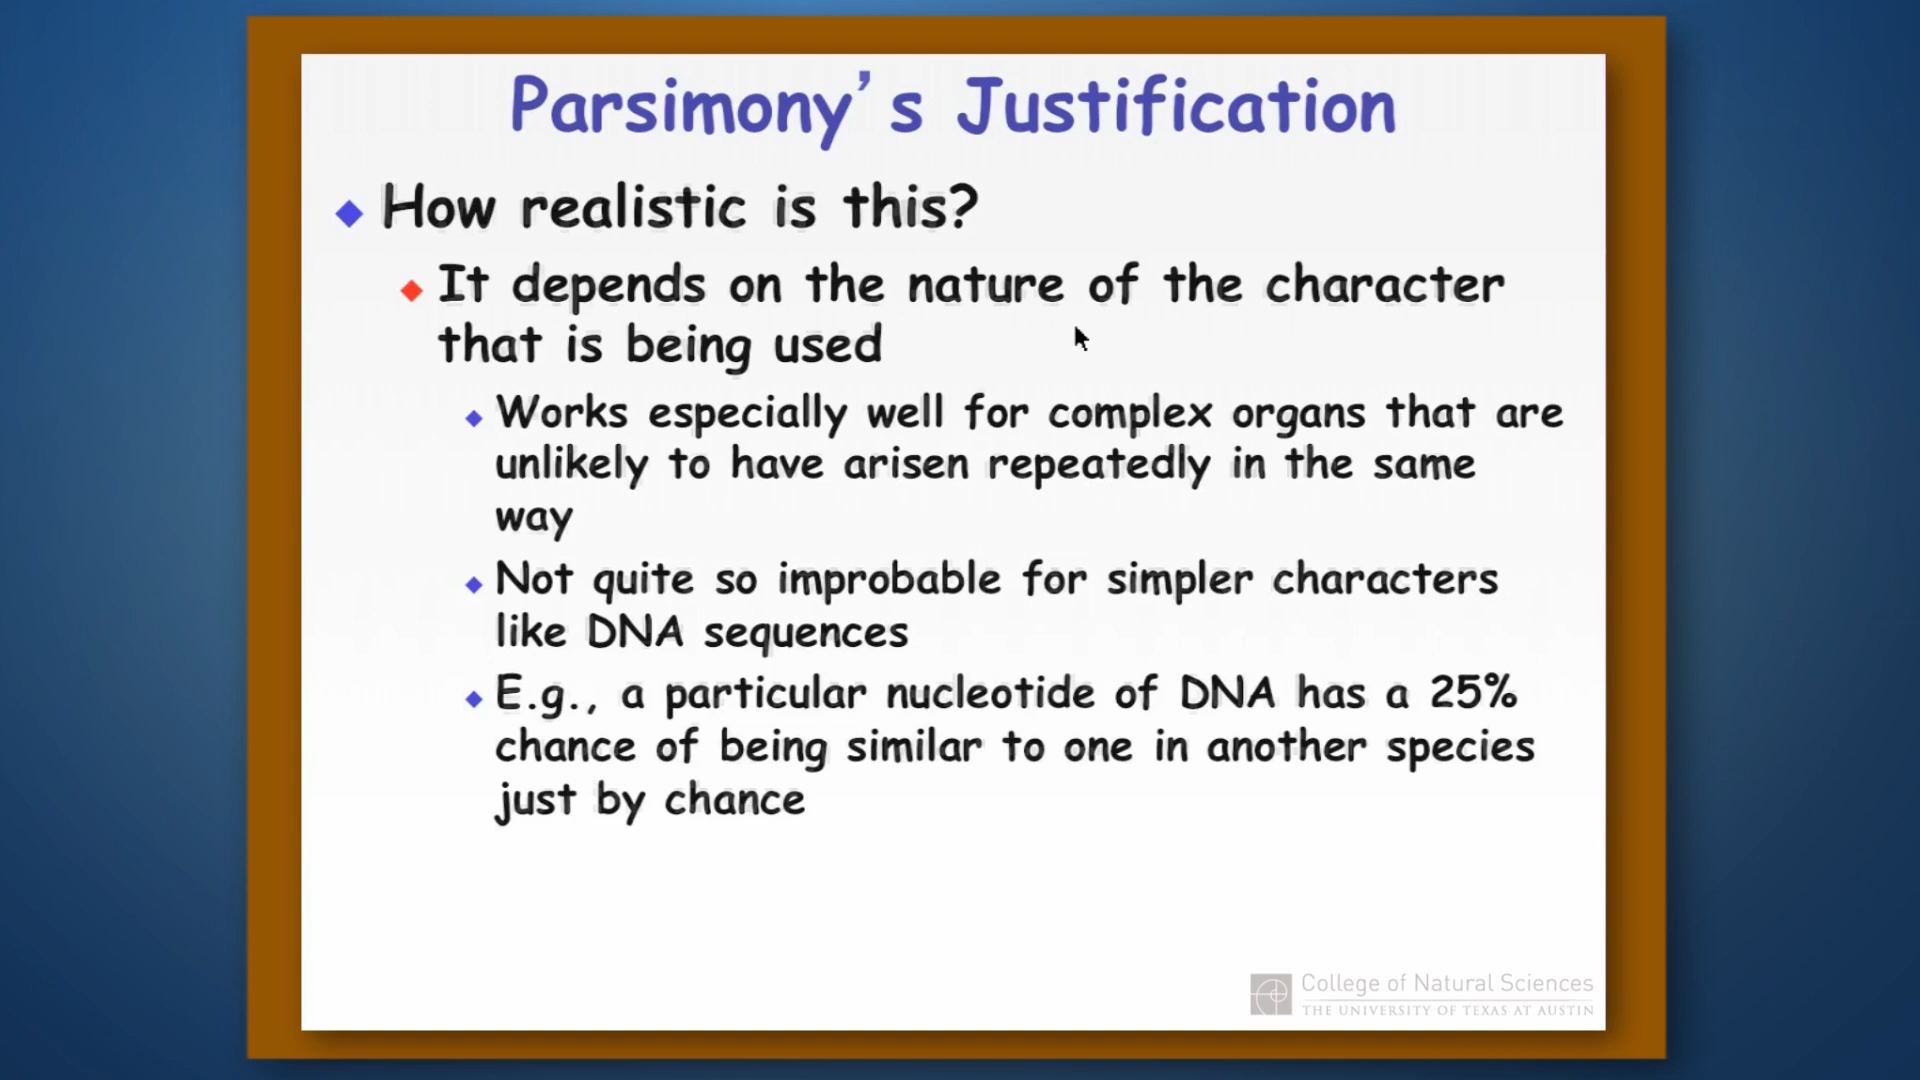 Parsimony's Justification
How realistic is this?
It depends on the nature of the character
that is being used
Works especially well for complex organs that are
unlikely to have arisen repeatedly in the same
way
Not quite so improbable for simpler characters
like DNA sequences
E.g., a particular nucleotide of DNA has a 25%
chance of being similar to one in another species
just by chance
College of Natural Sciences
THE UNIVERSITY OF TEXAS AT AUSTIN